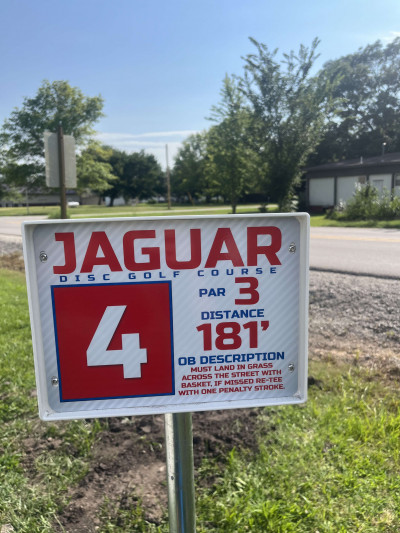 JAGUAR
DISC GOLF COURSE
4
PAR 3
DISTANCE
181'
OB DESCRIPTION
MUST LAND IN GRASS
ACROSS THE STREET WITH
BASKET, IF MISSED RE-TEE
WITH ONE PENALTY STROKE.